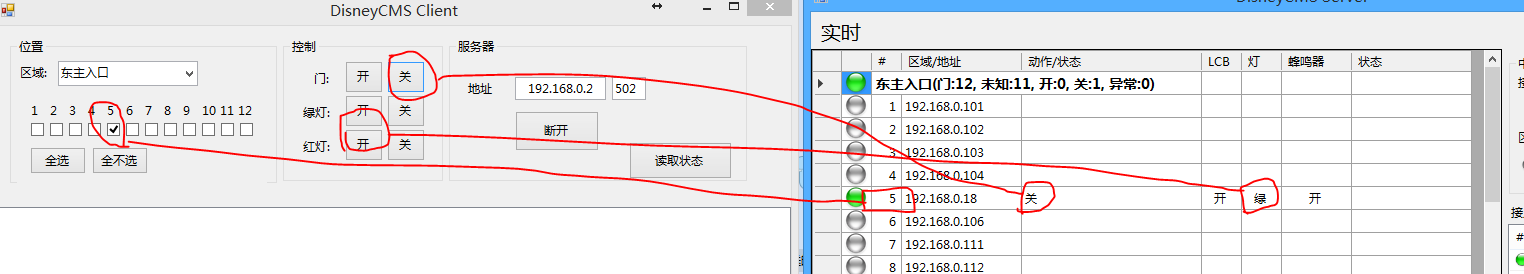 DisneyCMS Client
位置
区域:
东主入口
1 2 3 4 5 6 7 8 9 10 11 12
全选
全不选
控制
门:
开
关
绿灯:
开
关
红灯:
开
关
服务器
地址
192.168.0.2
502
断开
读取状态
DisneyCMS Server
实时
# 区域/地址 动作/状态 LCB 灯 蜂鸣器 状态
东主入口(门:12, 未知:11, 开:0, 关:1, 异常:0)
1 192.168.0.101
2 192.168.0.102
3 192.168.0.103
4 192.168.0.104
5 192.168.0.18 关 开 绿 开
6 192.168.0.106
7 192.168.0.111
8 192.168.0.112
#